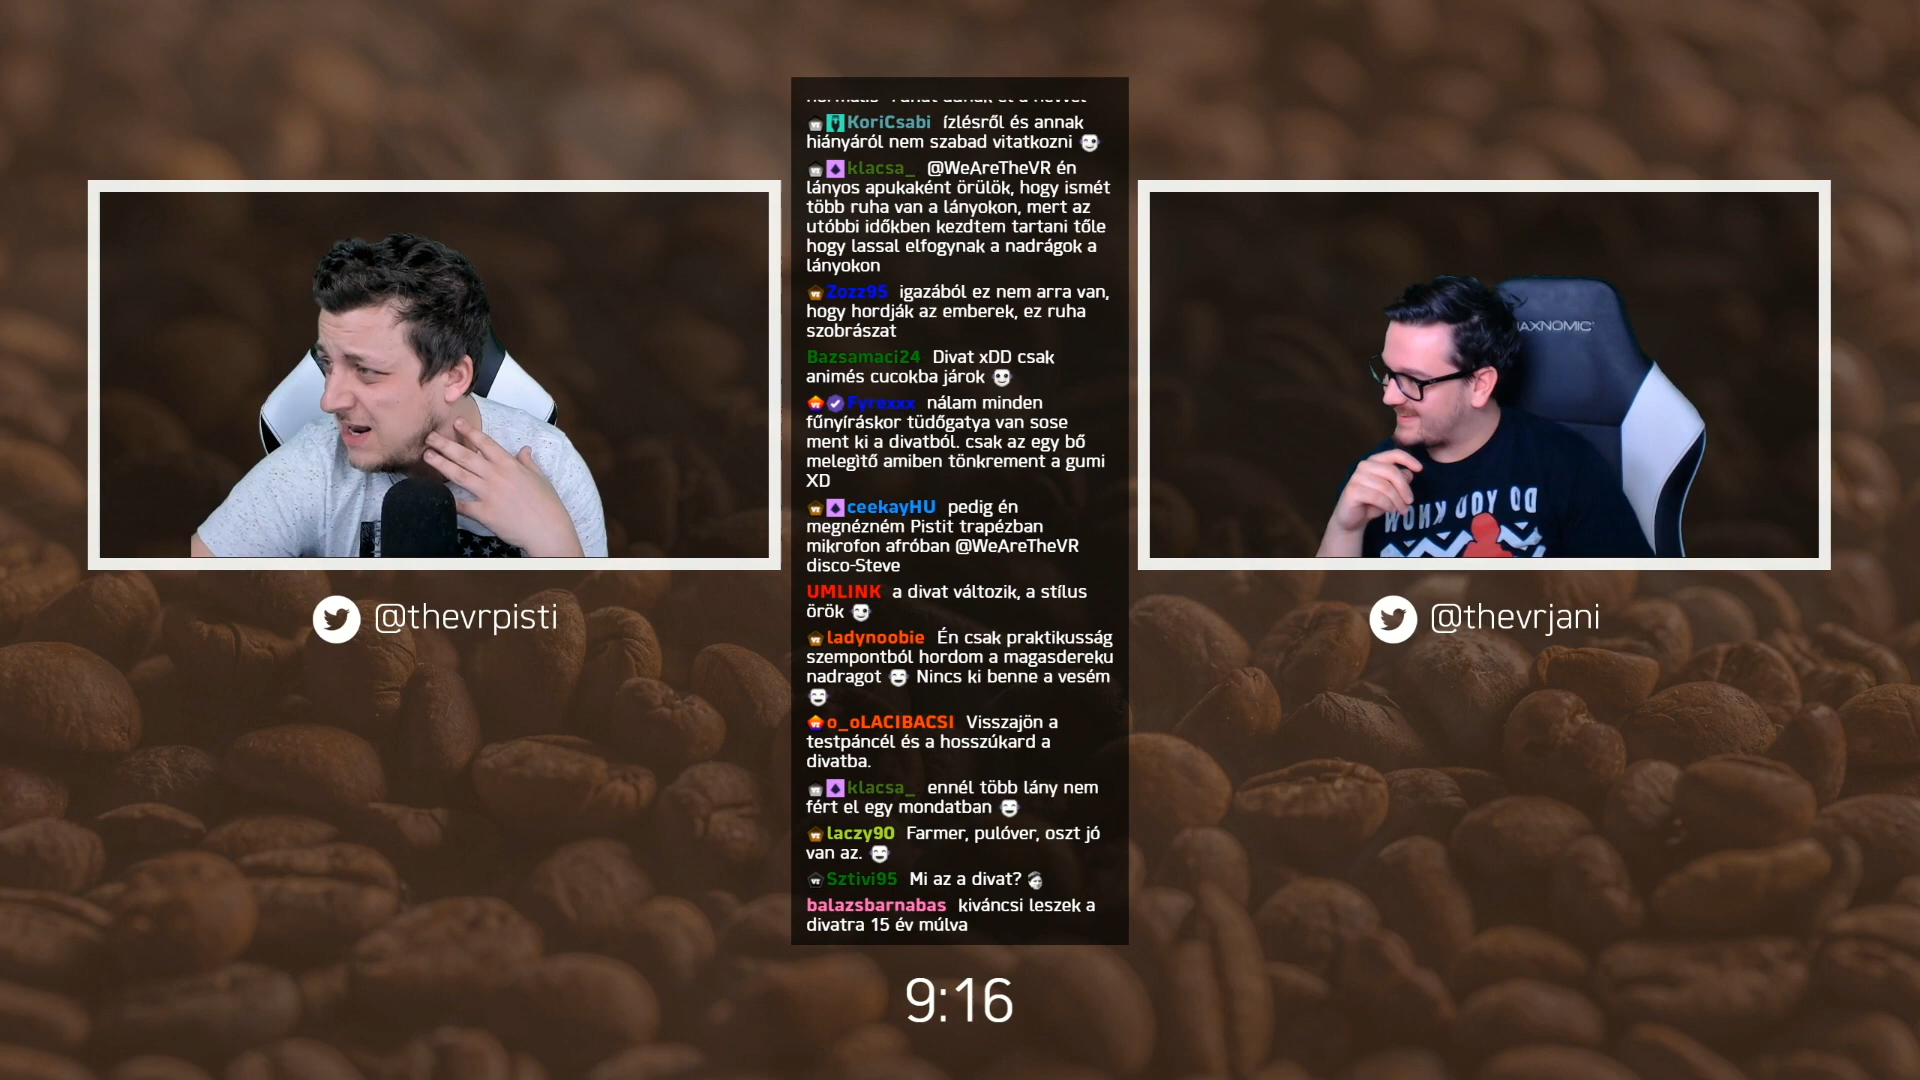 KoriCsabi ízlésről és annak
hiányáról nem szabad vitatkozni
klacsa_ @WeAreTheVR én
lányos apukaként örülök, hogy ismét
több ruha van a lányokon, mert az
utóbbi időkben kezdtem tartani tőle
hogy lassal elfogynak a nadrágok a
lányokon
Zozz95 igazából ez nem arra van,
hogy hordják az emberek, ez ruha
szobrászat
Bazsamaci24 Divat xDD csak
animés cucokba járok
Fyrexxx nálam minden
fűnyíráskor tüdőgatya van sose
ment ki a divatból. csak az egy bő
melegìtő amiben tönkrement a gumi
XD
ceekayHU pedig én
megnézném Pistit trapézban
mikrofon afróban @WeAreTheVR
disco-Steve
UMLINK a divat változik, a stílus
örök
ladynoobie Én csak praktikusság
szempontból hordom a magasdereku
nadragot Nincs ki benne a vesém
o_oLACIBACSI Visszajön a
testpáncél és a hosszúkard a
divatba.
klacsa_ ennél több lány nem
fért el egy mondatban
laczy90 Farmer, pulóver, oszt jó
van az.
Sztivi95 Mi az a divat?
balazsbarnabas kiváncsi leszek a
divatra 15 év múlva
9:16
@thevrpisti
AXNOMIC
DO YOU KNOW
@thevrjani